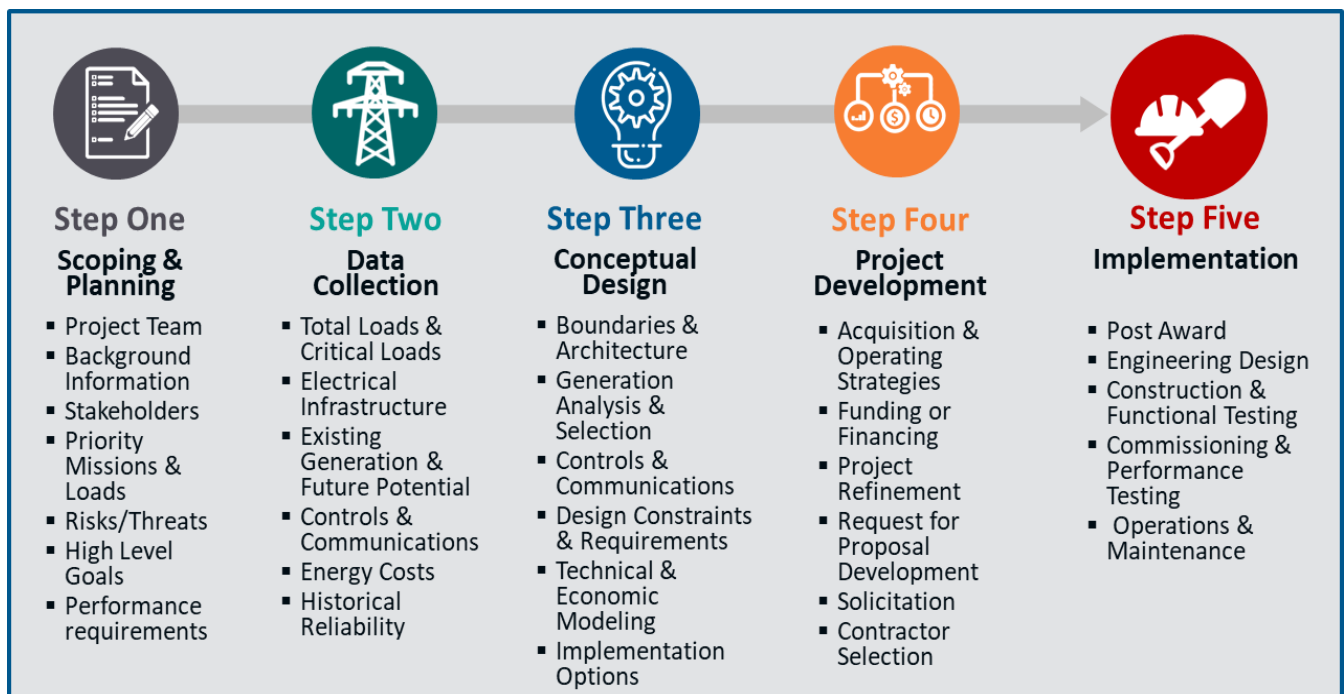 Step One
Scoping &
Planning
▪ Project Team
▪ Background
Information
▪ Stakeholders
▪ Priority
Missions &
Loads
▪ Risks/Threats
▪ High Level
Goals
▪ Performance
requirements
Step Two
Data
Collection
▪ Total Loads &
Critical Loads
▪ Electrical
Infrastructure
▪ Existing
Generation &
Future Potential
▪ Controls &
Communications
▪ Energy Costs
▪ Historical
Reliability
Step Three
Conceptual
Design
▪ Boundaries &
Architecture
▪ Generation
Analysis &
Selection
▪ Controls &
Communications
▪ Design Constraints
& Requirements
▪ Technical &
Economic
Modeling
▪ Implementation
Options
$
Step Four
Project
Development
▪ Acquisition &
Operating
Strategies
▪ Funding or
Financing
▪ Project
Refinement
▪ Request for
Proposal
Development
▪ Solicitation
▪ Contractor
Selection
Step Five
Implementation
▪ Post Award
▪ Engineering Design
▪ Construction &
Functional Testing
▪ Commissioning &
Performance
Testing
▪ Operations &
Maintenance